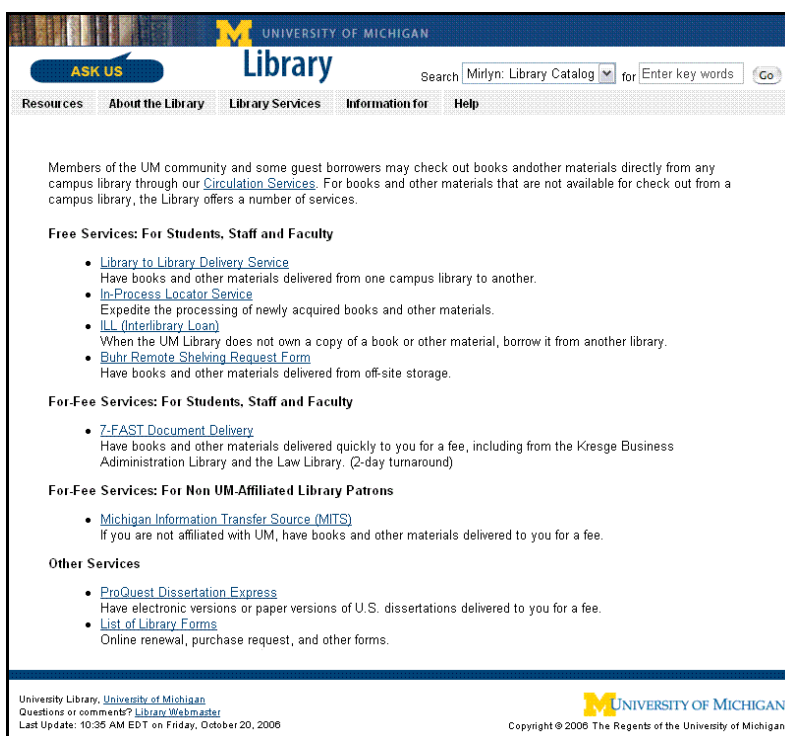 M UNIVERSITY OF MICHIGAN
ASK US
Library
Search Mirlyn: Library Catalog for Enter key words Go
Resources About the Library Library Services Information for Help
Members of the UM community and some guest borrowers may check out books andother materials directly from any
campus library through our Circulation Services. For books and other materials that are not available for check out from a
campus library, the Library offers a number of services.
Free Services: For Students, Staff and Faculty
• Library to Library Delivery Service
Have books and other materials delivered from one campus library to another.
• In-Process Locator Service
Expedite the processing of newly acquired books and other materials.
• ILL (Interlibrary Loan)
When the UM Library does not own a copy of a book or other material, borrow it from another library.
• Buhr Remote Shelving Request Form
Have books and other materials delivered from off-site storage.
For-Fee Services: For Students, Staff and Faculty
• 7-FAST Document Delivery
Have books and other materials delivered quickly to you for a fee, including from the Kresge Business
Adiministration Library and the Law Library. (2-day turnaround)
For-Fee Services: For Non UM-Affiliated Library Patrons
• Michigan Information Transfer Source (MITS)
If you are not affiliated with UM, have books and other materials delivered to you for a fee.
Other Services
• ProQuest Dissertation Express
Have electronic versions or paper versions of U.S. dissertations delivered to you for a fee.
• List of Library Forms
Online renewal, purchase request, and other forms.
University Library, University of Michigan
Questions or comments? Library Webmaster
Last Update: 10:35 AM EDT on Friday, October 20, 2006
M UNIVERSITY OF MICHIGAN
Copyright © 2006 The Regents of the University of Michigan